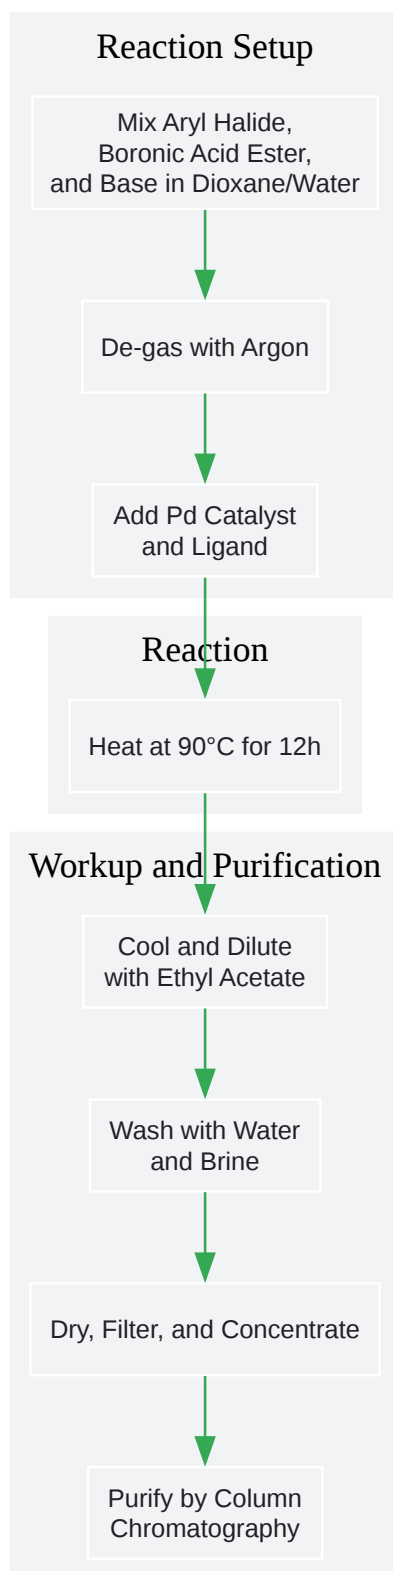 Reaction Setup
Mix Aryl Halide,
Boronic Acid Ester,
and Base in Dioxane/Water
De-gas with Argon
Add Pd Catalyst
and Ligand
Reaction
Heat at 90°C for 12h
Workup and Purification
Cool and Dilute
with Ethyl Acetate
Wash with Water
and Brine
Dry, Filter, and Concentrate
Purify by Column
Chromatography